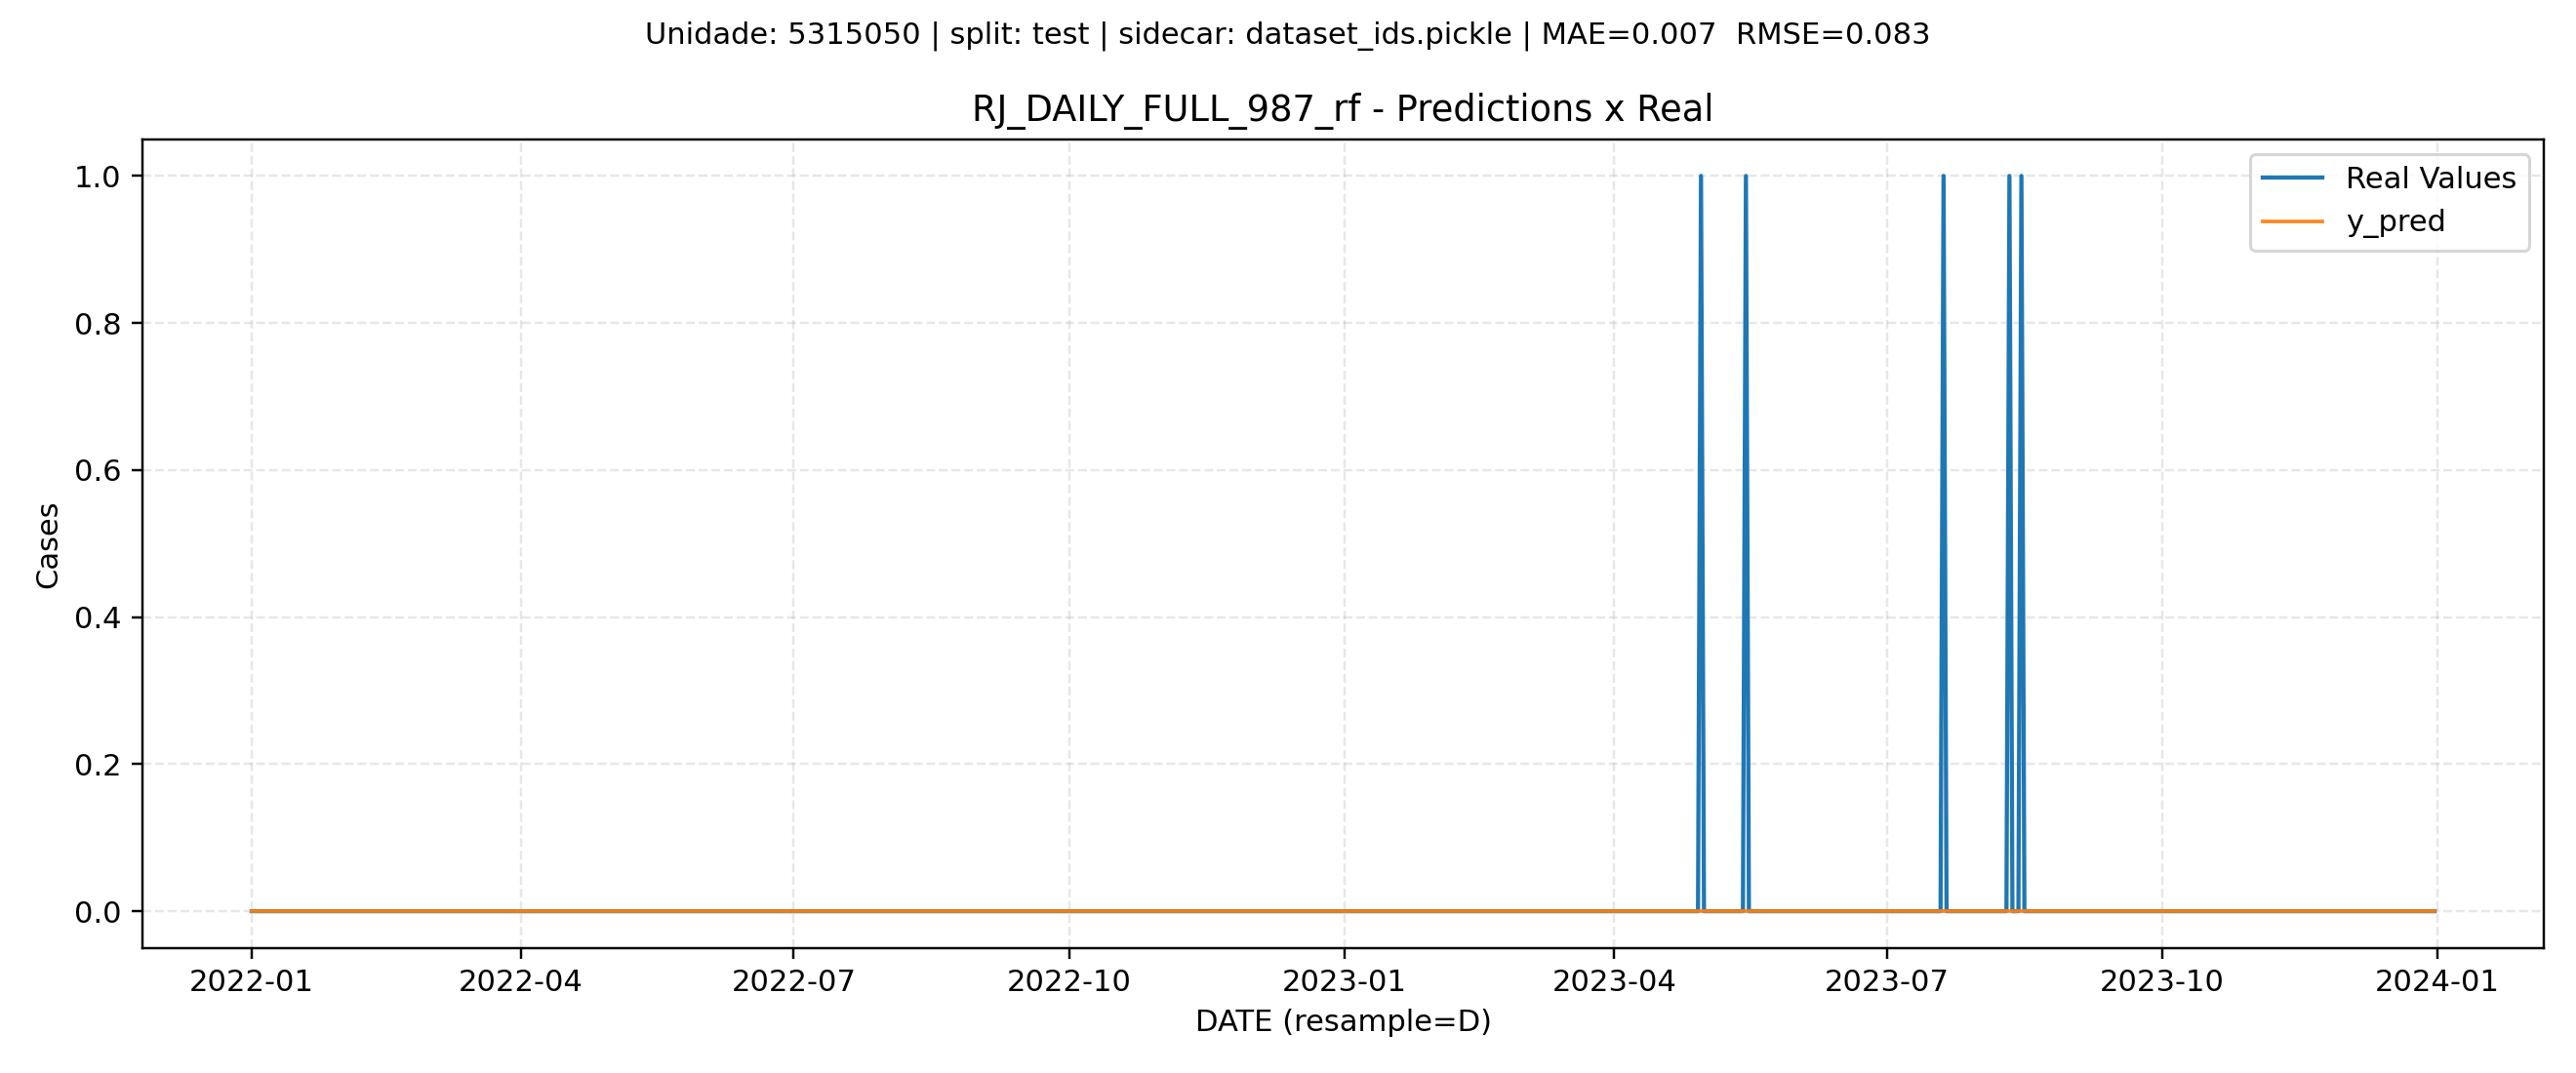 Unidade: 5315050 | split: test | sidecar: dataset_ids.pickle | MAE=0.007  RMSE=0.083
RJ_DAILY_FULL_987_rf - Predictions x Real
Real Values
y_pred
1.0
0.8
0.6
0.4
0.2
0.0
Cases
2022-01
2022-04
2022-07
2022-10
2023-01
2023-04
2023-07
2023-10
2024-01
DATE (resample=D)